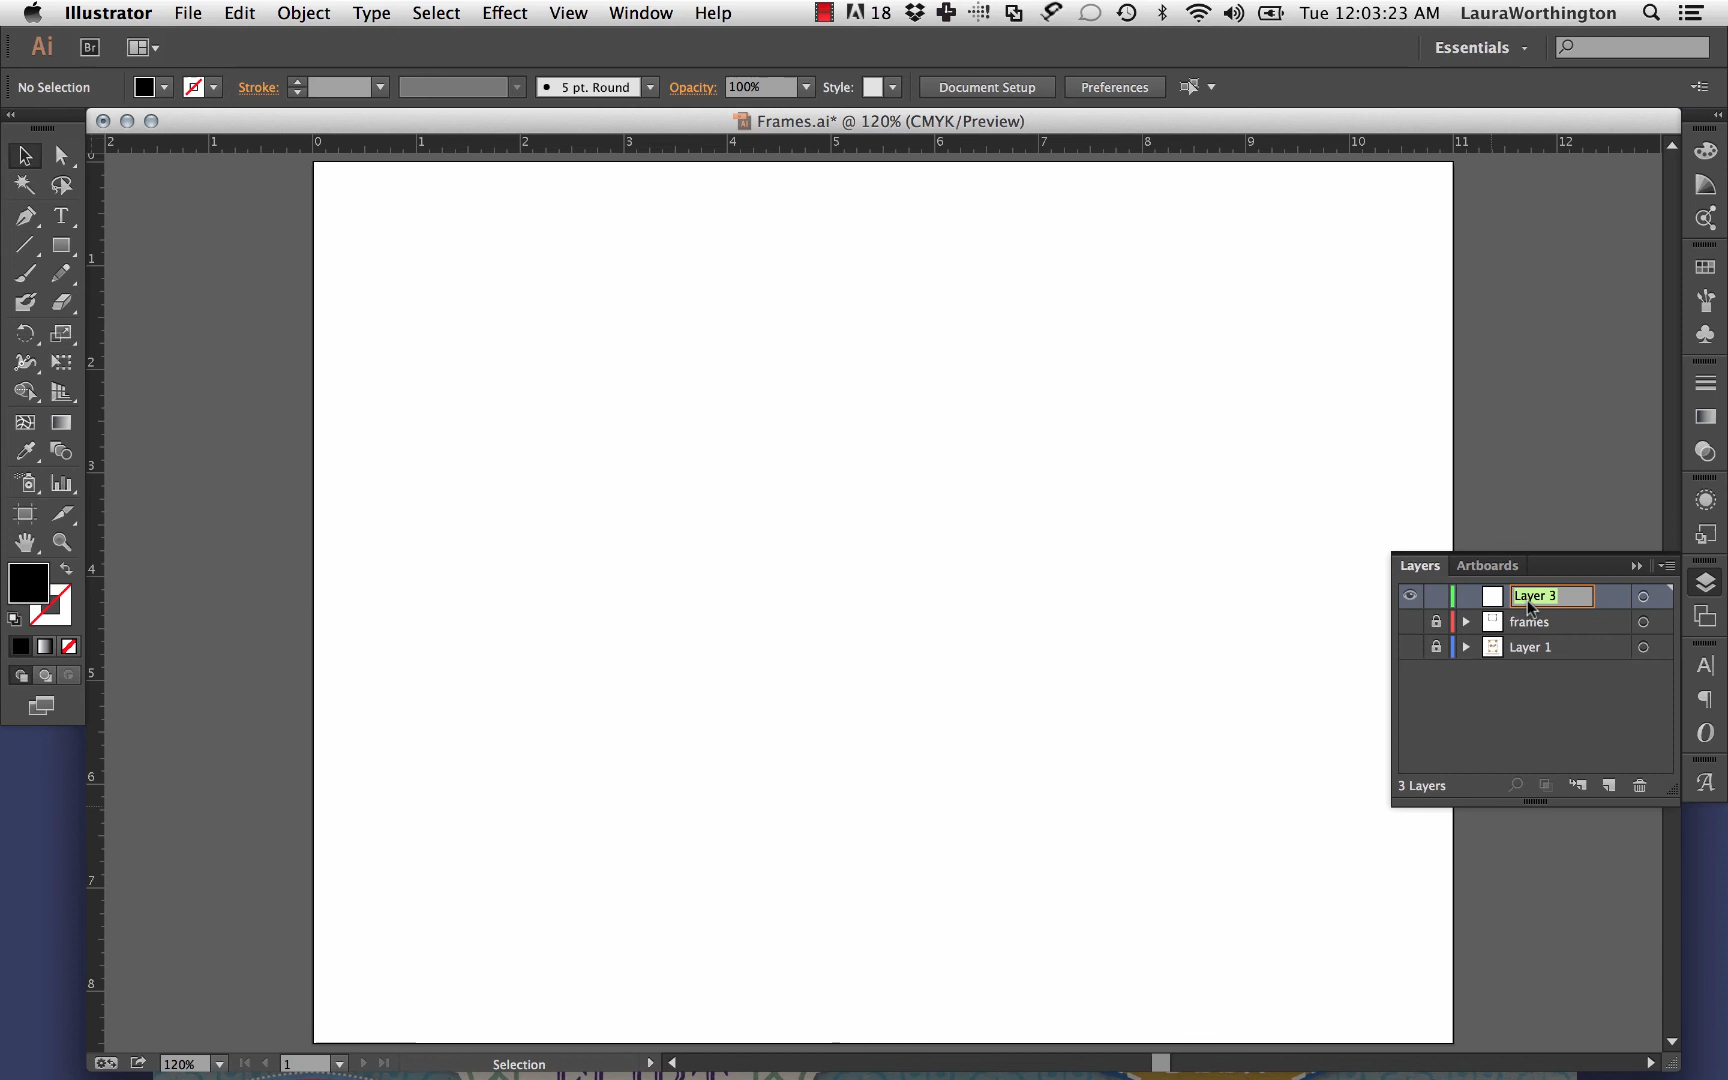 Illustrator File Edit Object Type Select Effect View Window Help 18 Tue 12:03:23 AM LauraWorthington
Ai Br Essentials
No Selection Stroke: 5 pt. Round Opacity: 100% Style: Document Setup Preferences
Frames.ai* @ 120% (CMYK/Preview)
2 1 0 1 2 3 4 5 6 7 8 9 10 11 12
0
1
2
3
4
5
6
7
8
Layers Artboards
Layer 3
frames
Layer 1
3 Layers
120% 1 Selection